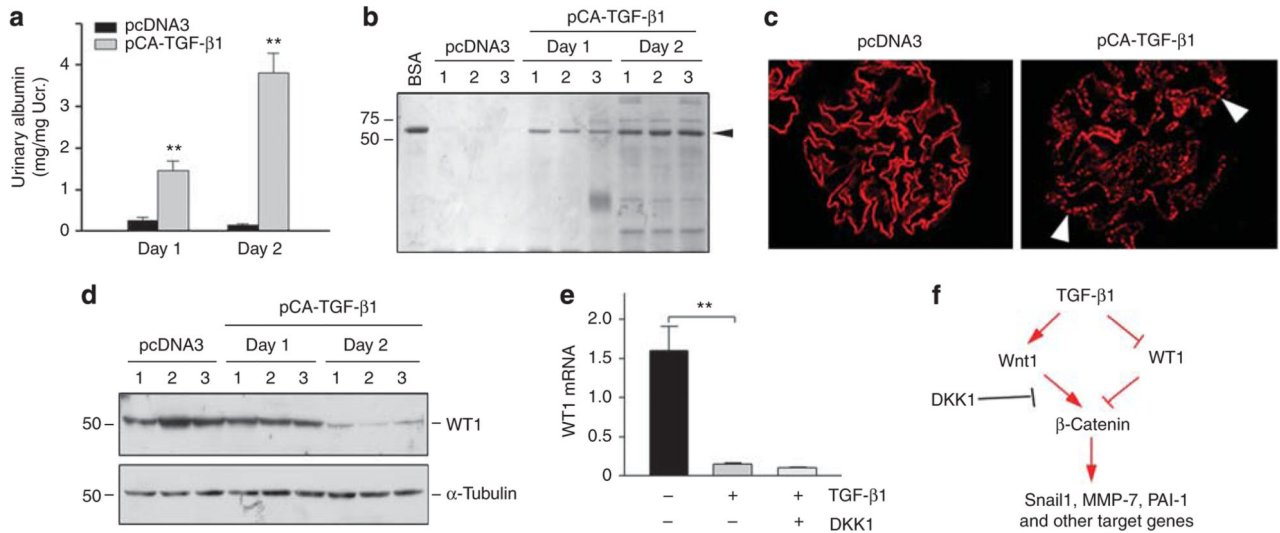 a
pcDNA3
pCA-TGF-β1
Urinary albumin
(mg/mg Ucr.)
4
3
2
1
0
**
**
Day 1
Day 2
b
pCA-TGF-β1
BSA
pcDNA3
Day 1
Day 2
1 2 3 1 2 3 1 2 3
75
50
c
pcDNA3
pCA-TGF-β1
d
pCA-TGF-β1
pcDNA3
Day 1
Day 2
1 2 3 1 2 3 1 2 3
50
WT1
50
α-Tubulin
e
WT1 mRNA
2.0
1.5
1.0
0.5
0
**
– + + TGF-β1
– – + DKK1
f
TGF-β1
Wnt1
WT1
DKK1
β-Catenin
Snail1, MMP-7, PAI-1
and other target genes